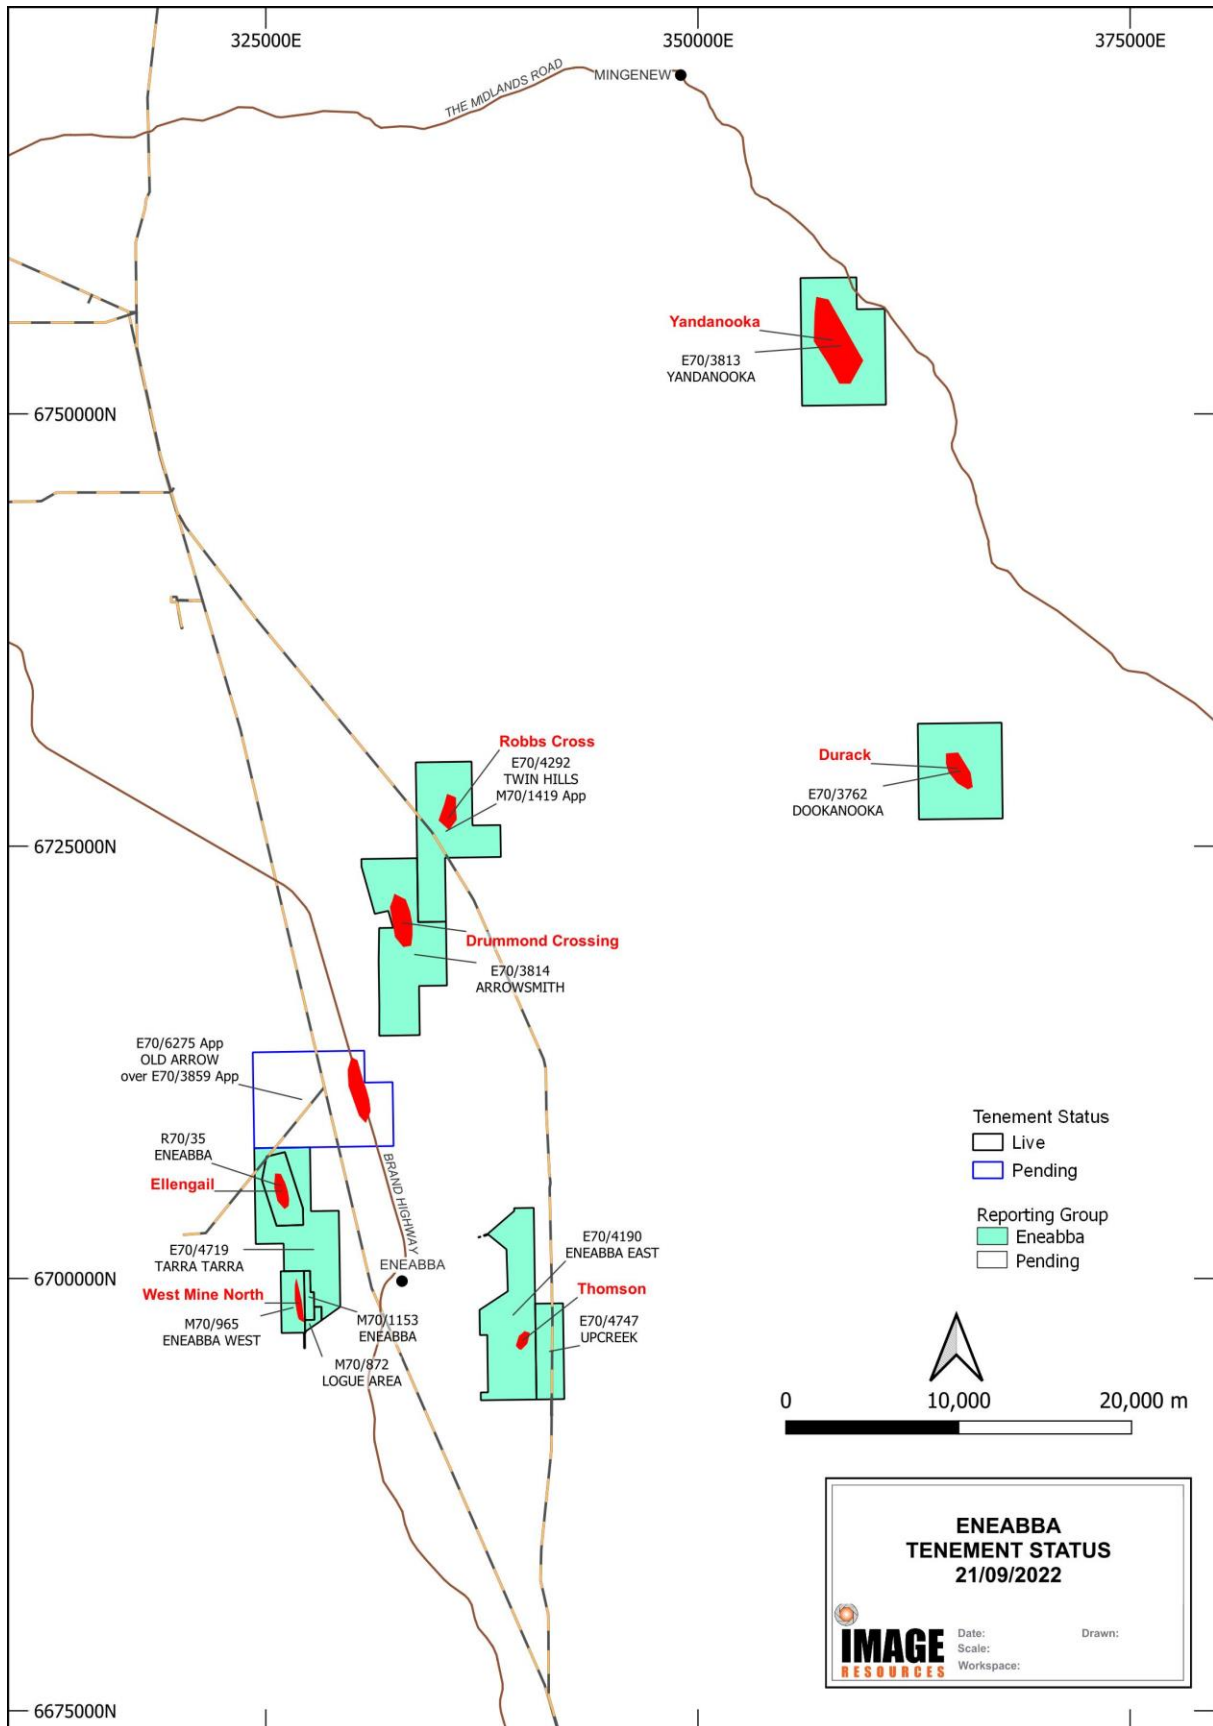 325000E
350000E
375000E
MINGENEW
THE MIDLANDS ROAD
Yandanooka
E70/3813
YANDANOOKA
6750000N
Robbs Cross
E70/4292
TWIN HILLS
M70/1419 App
Durack
E70/3762
DOOKANOOKA
6725000N
Drummond Crossing
E70/3814
ARROWSMITH
E70/6275 App
OLD ARROW
over E70/3859 App
R70/35
ENEABBA
Ellengail
BRAND HIGHWAY
E70/4719
TARRA TARRA
ENEABBA
E70/4190
ENEABBA EAST
6700000N
West Mine North
M70/965
ENEABBA WEST
M70/1153
ENEABBA
M70/872
LOGUE AREA
Thomson
E70/4747
UPCREEK
Tenement Status
Live
Pending
Reporting Group
Eneabba
Pending
0 10,000 20,000 m
ENEABBA
TENEMENT STATUS
21/09/2022
IMAGE
RESOURCES
Date: Drawn:
Scale:
Workspace:
6675000N